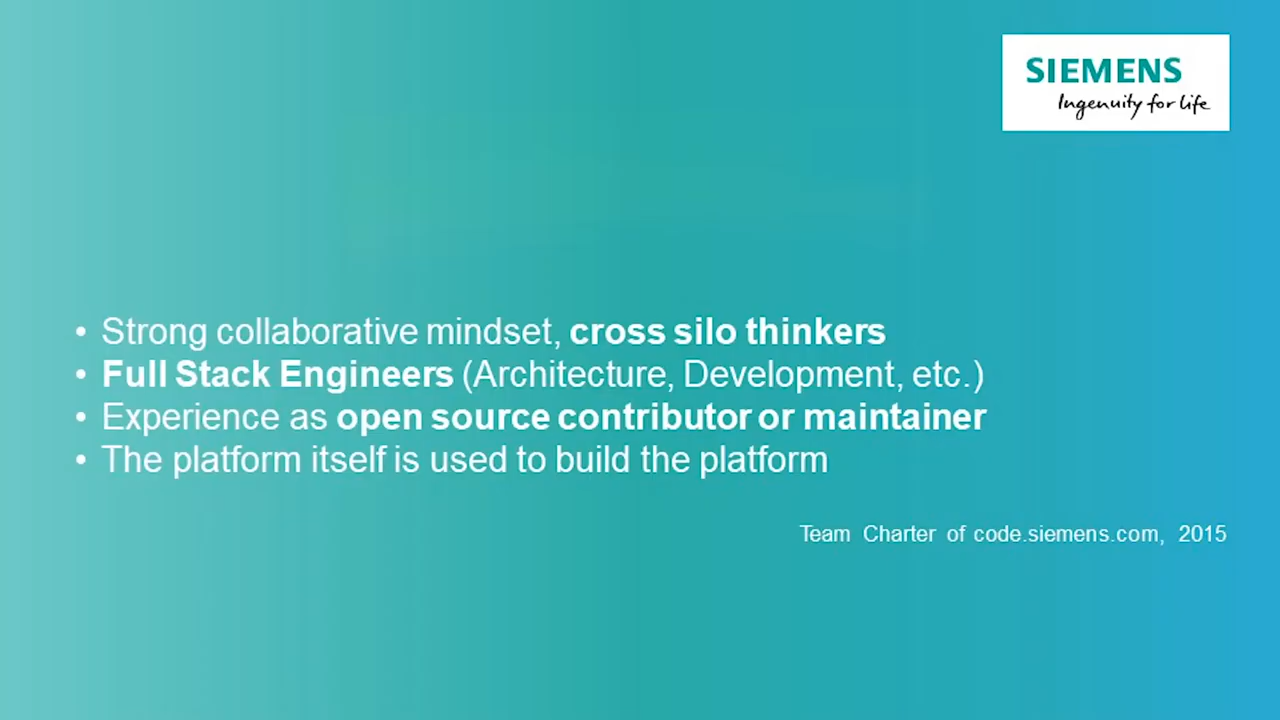 SIEMENS
Ingenuity for life
• Strong collaborative mindset, cross silo thinkers
• Full Stack Engineers (Architecture, Development, etc.)
• Experience as open source contributor or maintainer
• The platform itself is used to build the platform
Team Charter of code.siemens.com, 2015